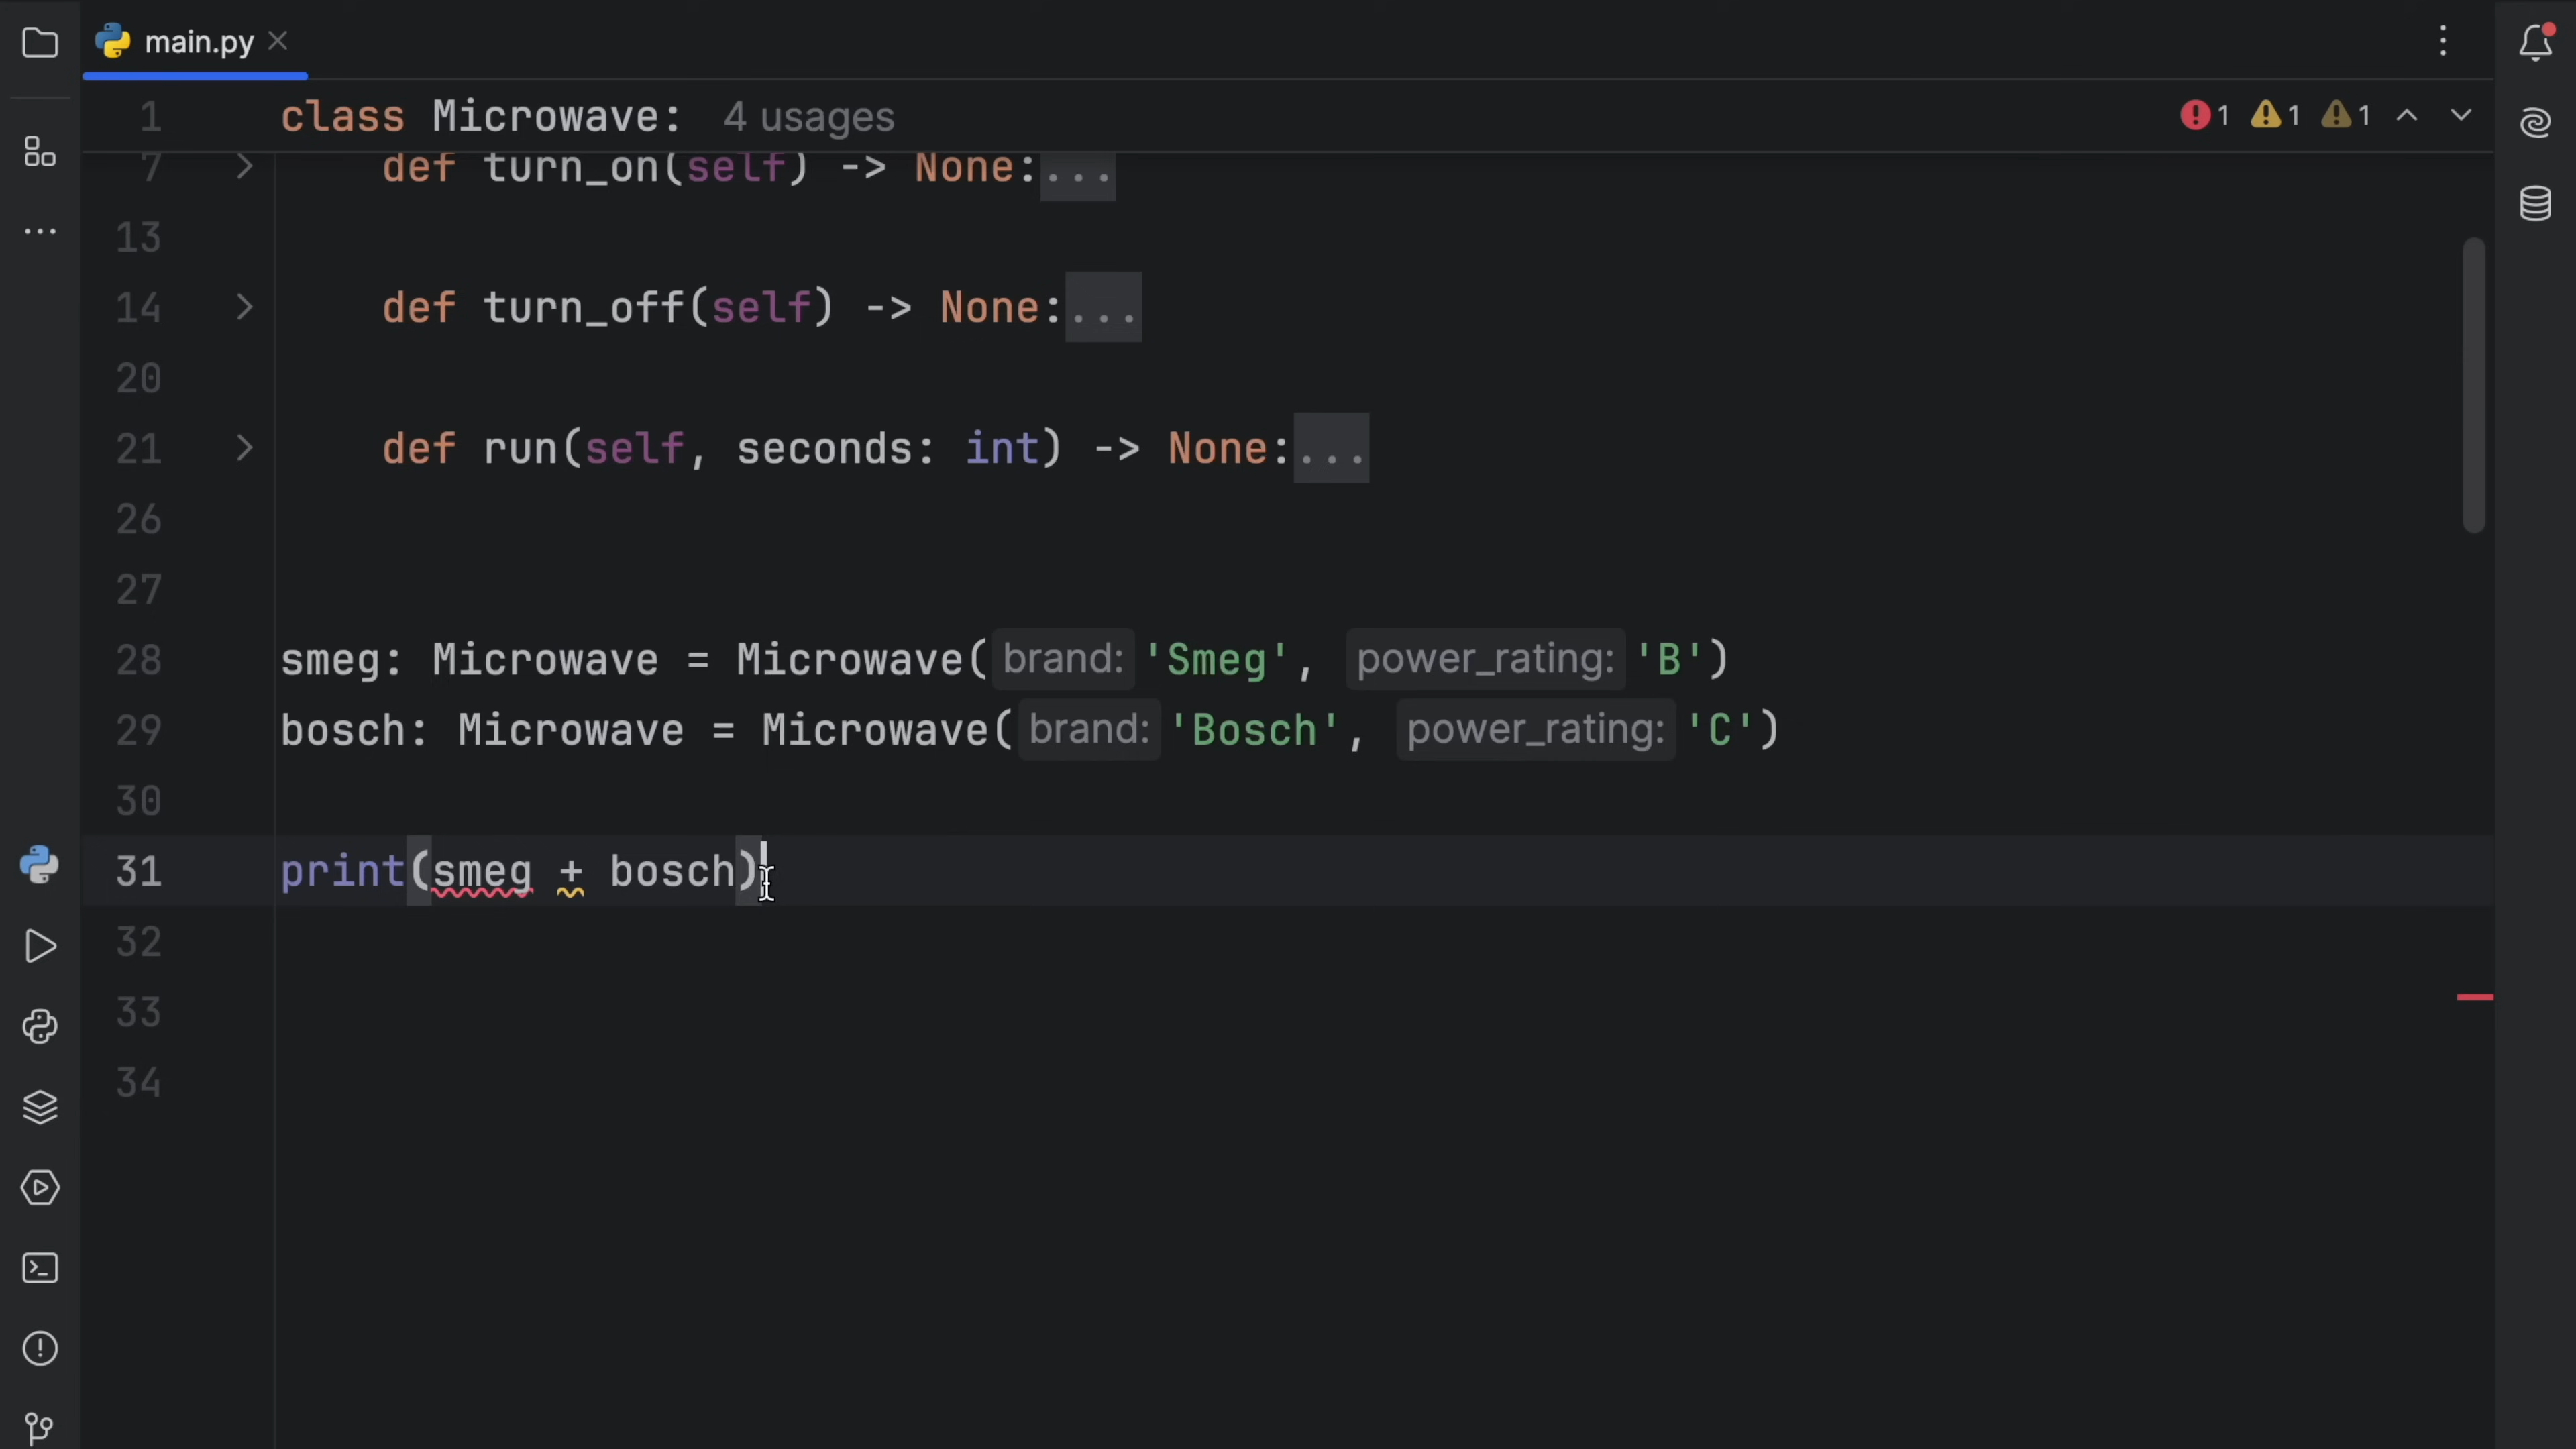 main.py
1 class Microwave: 4 usages
1 1 1
7 def turn_on(self) -> None:...
13
14 def turn_off(self) -> None:...
20
21 def run(self, seconds: int) -> None:...
26
27
28 smeg: Microwave = Microwave( brand: 'Smeg', power_rating: 'B')
29 bosch: Microwave = Microwave( brand: 'Bosch', power_rating: 'C')
30
31 print(smeg + bosch)
32
33
34